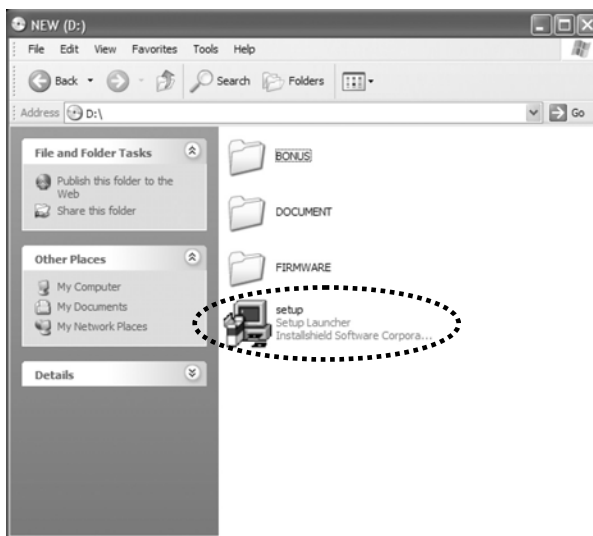 NEW (D:)
File Edit View Favorites Tools Help
Back Search Folders
Address D:\ Go
File and Folder Tasks
Publish this folder to the
Web
Share this folder
Other Places
My Computer
My Documents
My Network Places
Details
BONUS
DOCUMENT
FIRMWARE
setup
Setup Launcher
Installshield Software Corpora...